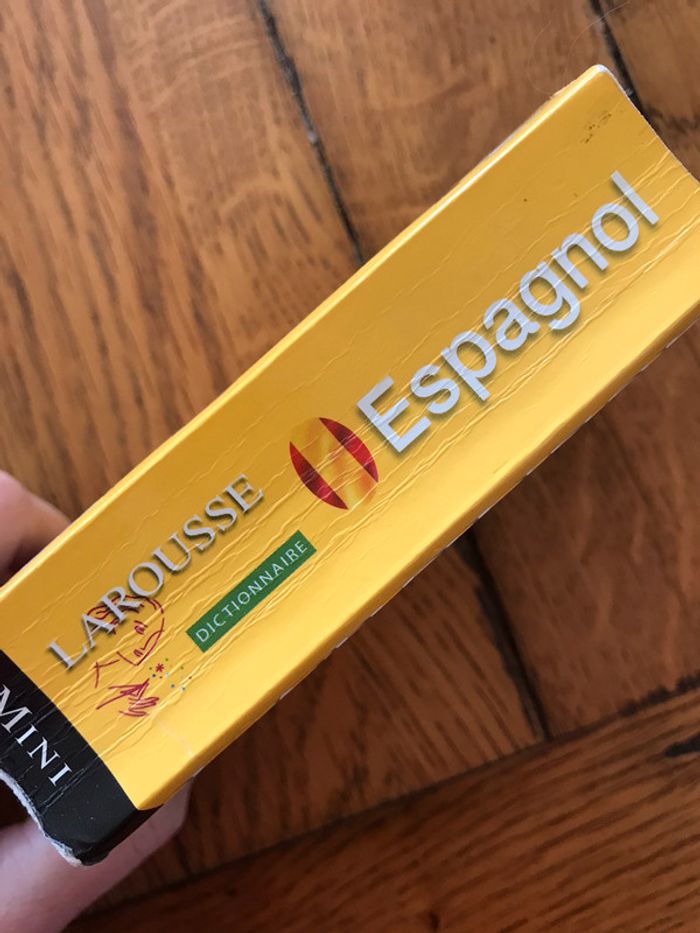 MINI
LAROUSSE
DICTIONNAIRE
Espagnol